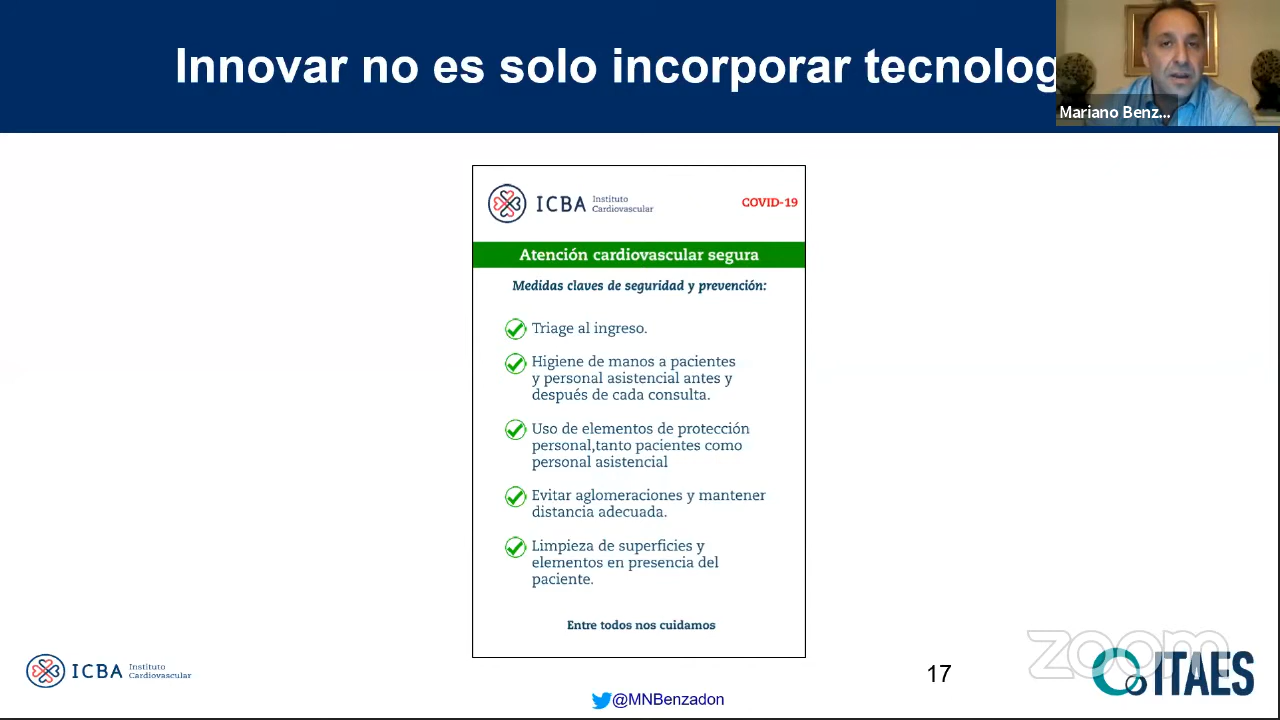 Innovar no es solo incorporar tecnolog
Mariano Benz...
ICBA Instituto
Cardiovascular
COVID-19
Atención cardiovascular segura
Medidas claves de seguridad y prevención:
Triage al ingreso.
Higiene de manos a pacientes
y personal asistencial antes y
después de cada consulta.
Uso de elementos de protección
personal,tanto pacientes como
personal asistencial
Evitar aglomeraciones y mantener
distancia adecuada.
Limpieza de superficies y
elementos en presencia del
paciente.
Entre todos nos cuidamos
ICBA Instituto
Cardiovascular
17
zoom
ITAES
@MNBenzadon